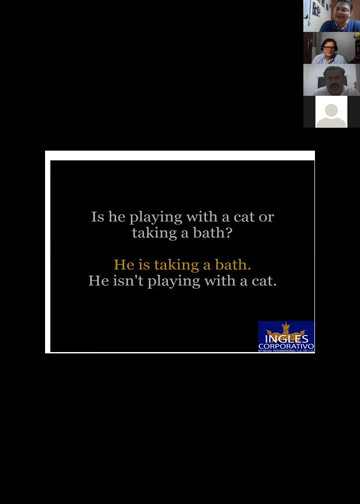 Is he playing with a cat or
taking a bath?
He is taking a bath.
He isn't playing with a cat.
INGLES
CORPORATIVO